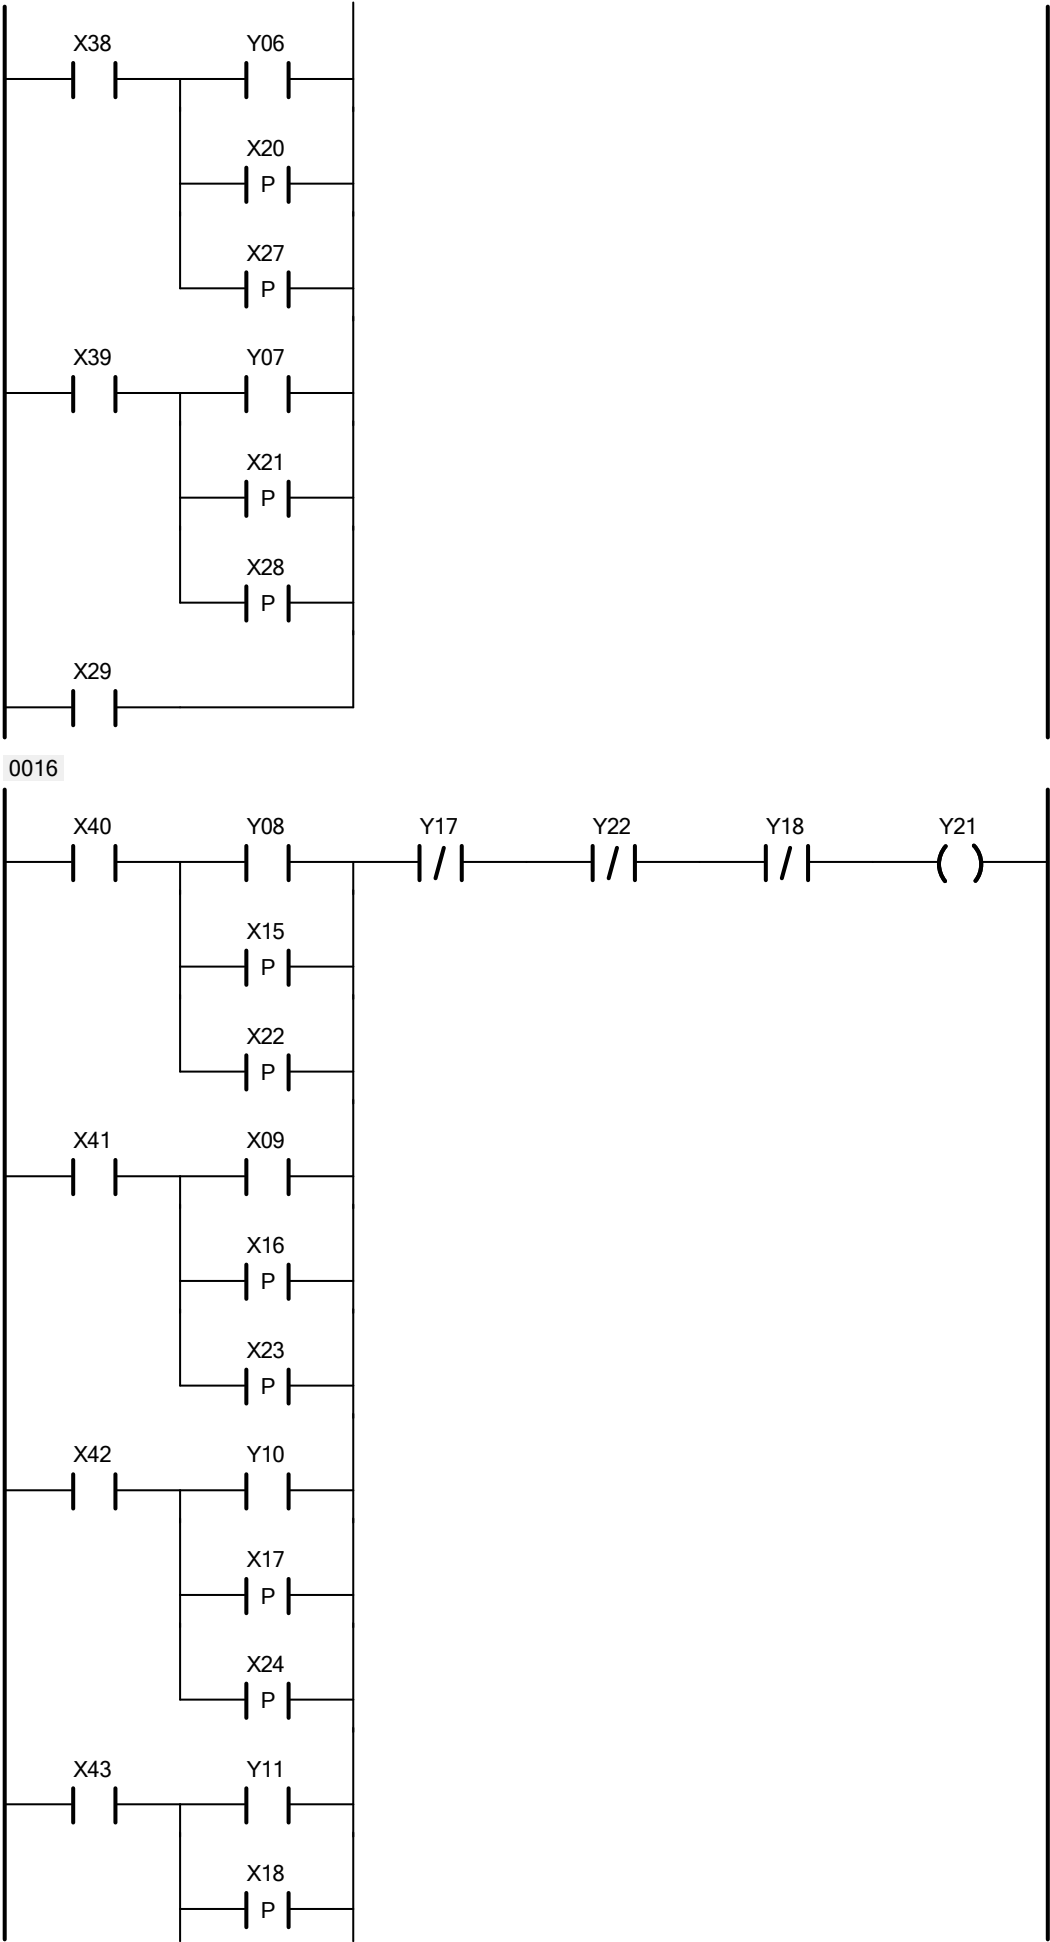 X38 Y06
X20
P
X27
P
X39 Y07
X21
P
X28
P
X29
0016
X40 Y08 Y17 Y22 Y18 Y21
X15
P
X22
P
X41 X09
X16
P
X23
P
X42 Y10
X17
P
X24
P
X43 Y11
X18
P